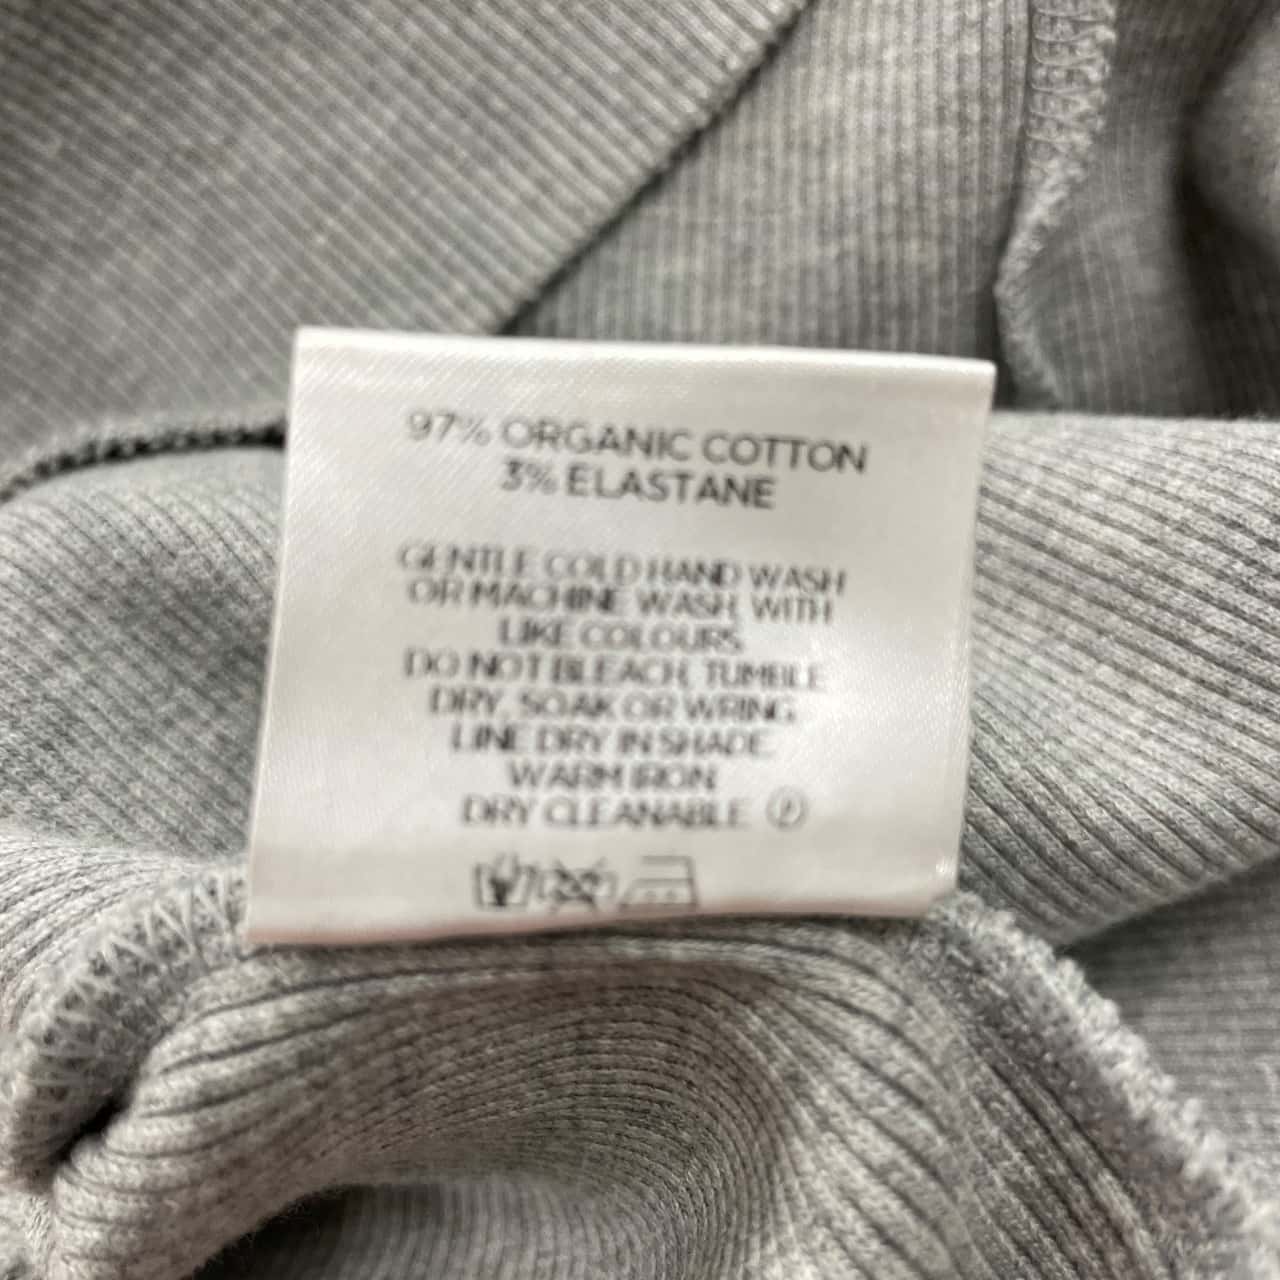 97% ORGANIC COTTON
3% ELASTANE
GENTLE COLD HAND WASH
OR MACHINE WASH, WITH
LIKE COLOURS
DO NOT BLEACH, TUMBLE
DRY, SOAK OR WRING
LINE DRY IN SHADE
WARM IRON
DRY CLEANABLE Ⓟ